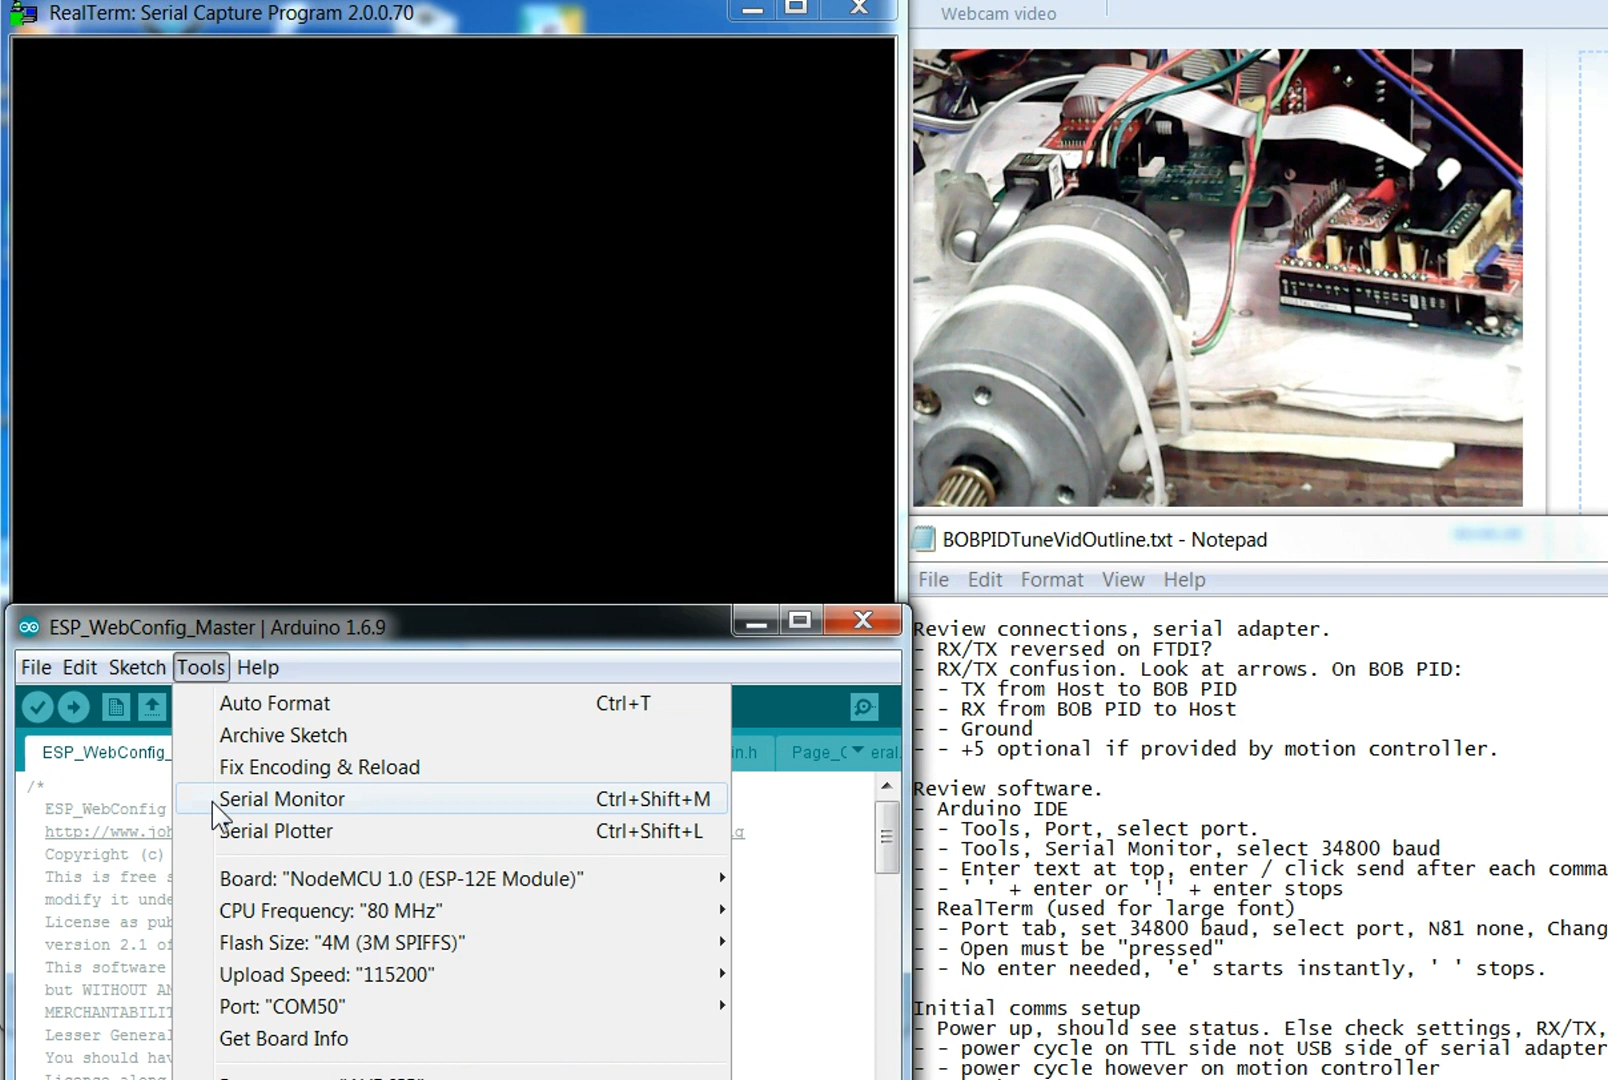 RealTerm: Serial Capture Program 2.0.0.70
Webcam video
BOBPIDTuneVidOutline.txt - Notepad
File Edit Format View Help
Review connections, serial adapter.
- RX/TX reversed on FTDI?
- RX/TX confusion. Look at arrows. On BOB PID:
- - TX from Host to BOB PID
- - RX from BOB PID to Host
- - Ground
- - +5 optional if provided by motion controller.
Review software.
- Arduino IDE
- - Tools, Port, select port.
- - Tools, Serial Monitor, select 34800 baud
- - Enter text at top, enter / click send after each comma
- - ' ' + enter or '!' + enter stops
- RealTerm (used for large font)
- - Port tab, set 34800 baud, select port, N81 none, Chang
- - Open must be "pressed"
- - No enter needed, 'e' starts instantly, ' ' stops.
Initial comms setup
- Power up, should see status. Else check settings, RX/TX,
- - power cycle on TTL side not USB side of serial adapter
- - power cycle however on motion controller
ESP_WebConfig_Master | Arduino 1.6.9
File Edit Sketch Tools Help
Auto Format Ctrl+T
Archive Sketch
Fix Encoding & Reload
Serial Monitor Ctrl+Shift+M
Serial Plotter Ctrl+Shift+L
Board: "NodeMCU 1.0 (ESP-12E Module)"
CPU Frequency: "80 MHz"
Flash Size: "4M (3M SPIFFS)"
Upload Speed: "115200"
Port: "COM50"
Get Board Info
ESP_WebConfig_
in.h
Page_
eral.
/*
ESP_WebConfig
http://www.joh
Copyright (c)
This is free s
modify it unde
License as pub
version 2.1 of
This software
but WITHOUT AN
MERCHANTABILIT
Lesser General
You should hav
License along